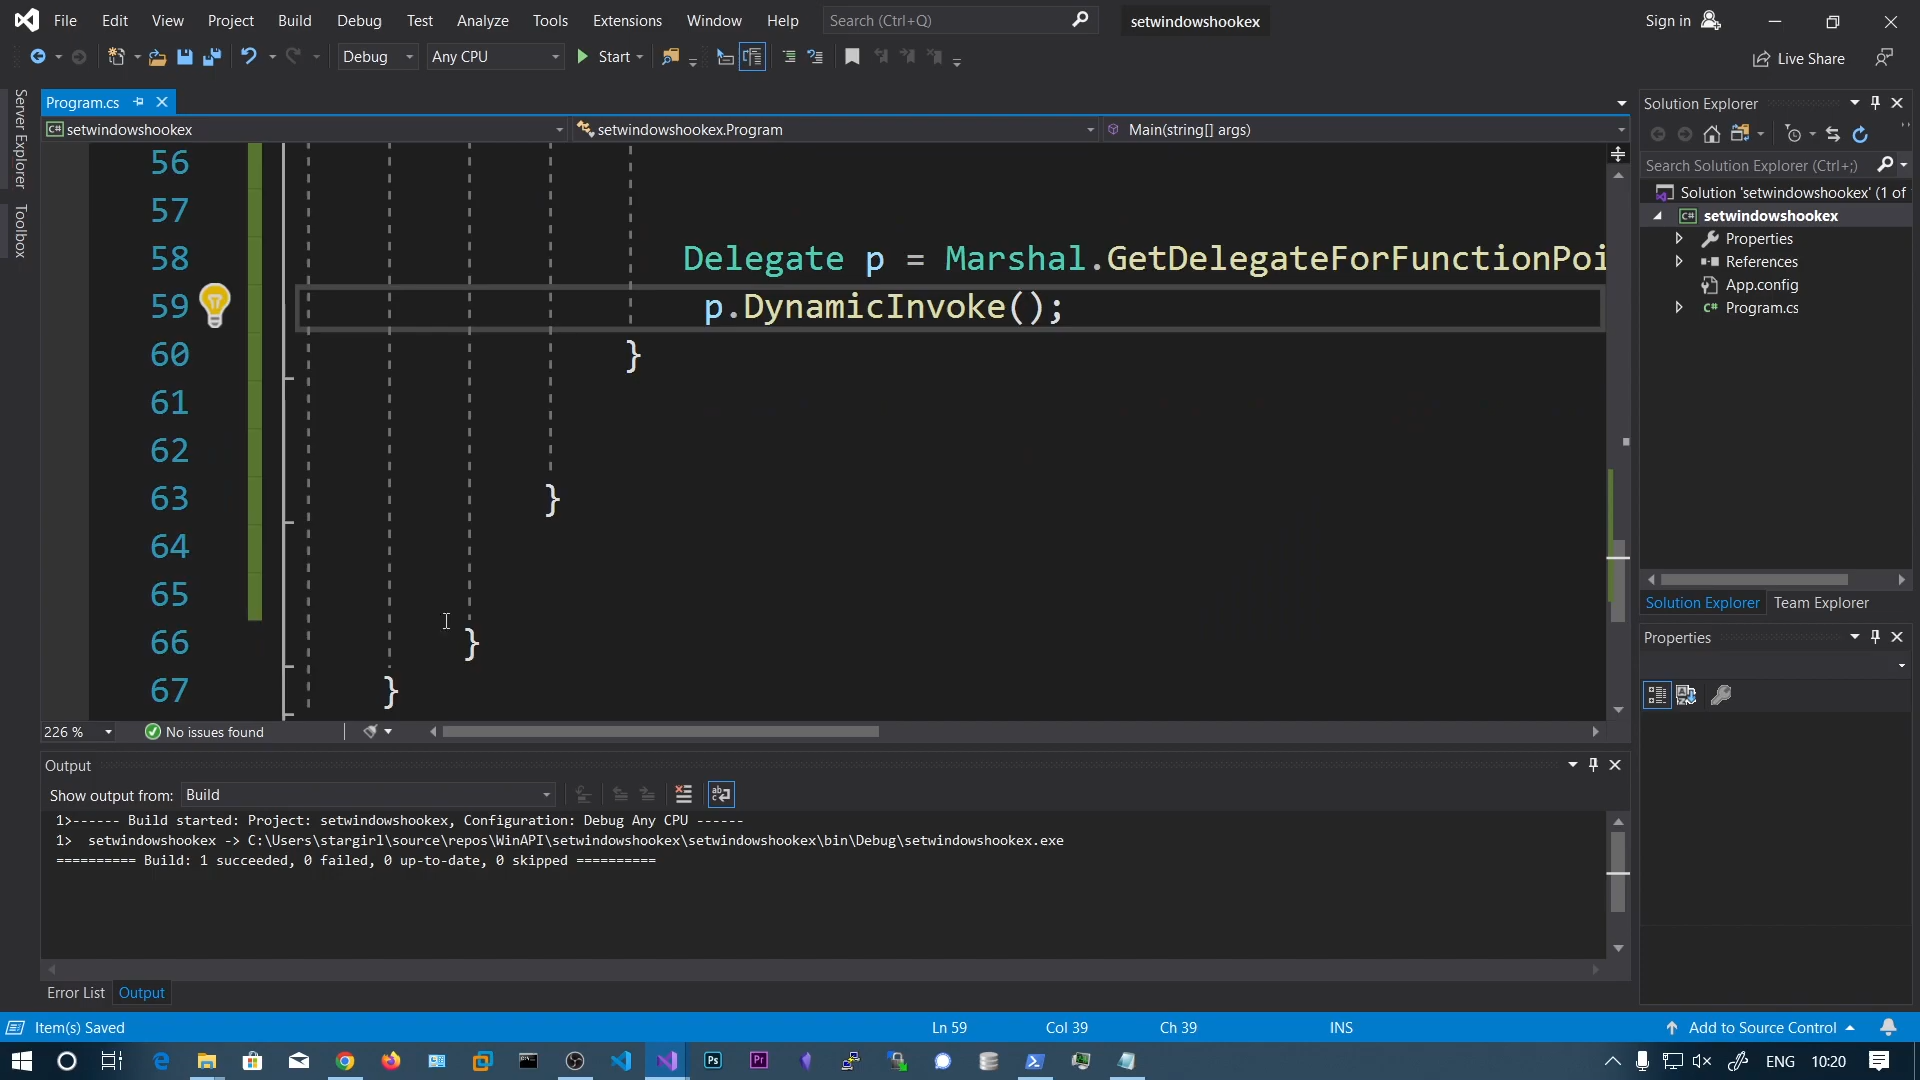 File Edit View Project Build Debug Test Analyze Tools Extensions Window Help Search (Ctrl+Q) setwindowshookex Sign in
Debug Any CPU Start Live Share
Server Explorer
Toolbox
Program.cs
setwindowshookex setwindowshookex.Program Main(string[] args)
56
57
58 Delegate p = Marshal.GetDelegateForFunctionPoi
59 p.DynamicInvoke();
60 }
61
62
63 }
64
65
66 }
67 }
226 % No issues found
Output
Show output from: Build
1>------ Build started: Project: setwindowshookex, Configuration: Debug Any CPU ------
1> setwindowshookex -> C:\Users\stargirl\source\repos\WinAPI\setwindowshookex\setwindowshookex\bin\Debug\setwindowshookex.exe
========== Build: 1 succeeded, 0 failed, 0 up-to-date, 0 skipped ==========
Error List Output
Solution Explorer
Search Solution Explorer (Ctrl+;)
Solution 'setwindowshookex' (1 of
C# setwindowshookex
Properties
References
App.config
C# Program.cs
Solution Explorer Team Explorer
Properties
Item(s) Saved Ln 59 Col 39 Ch 39 INS Add to Source Control
Ps Pr ENG 10:20